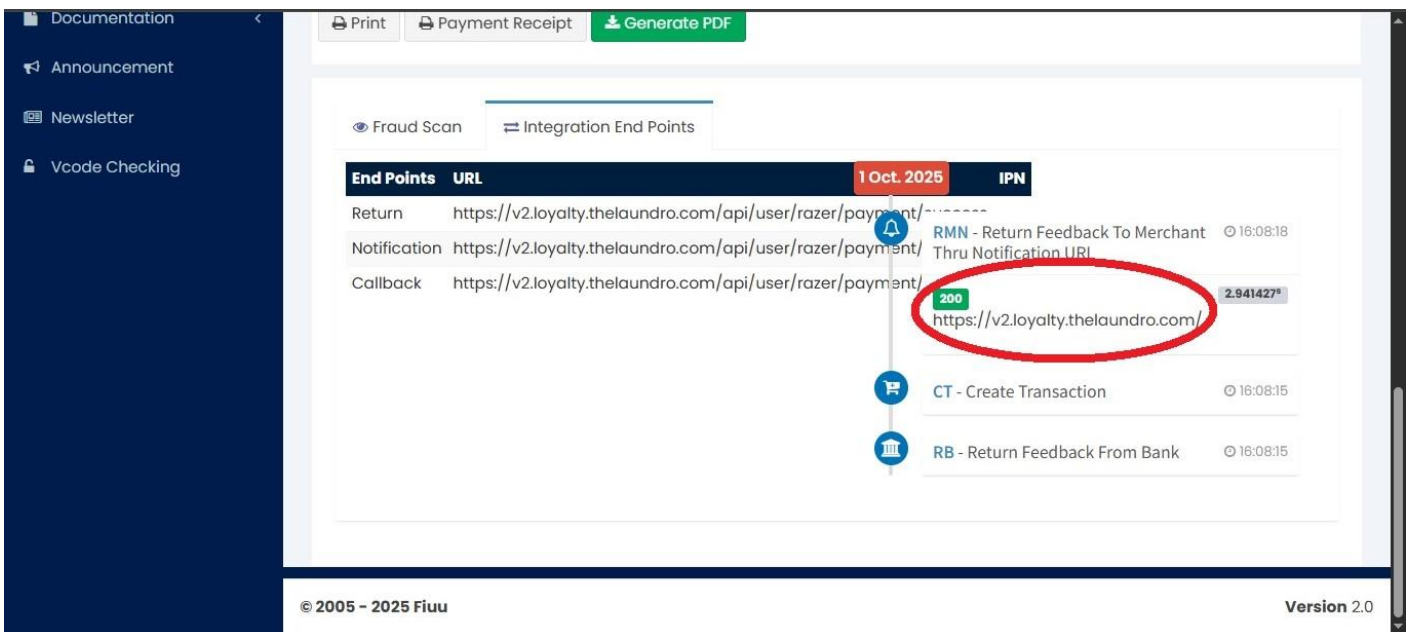 Documentation
Print
Payment Receipt
Generate PDF
Announcement
Newsletter
Vcode Checking
Fraud Scan
Integration End Points
End Points URL IPN
1 Oct. 2025
Return https://v2.loyalty.thelaundro.com/api/user/razer/payment/
Notification https://v2.loyalty.thelaundro.com/api/user/razer/payment/
Callback https://v2.loyalty.thelaundro.com/api/user/razer/payment/
RMN - Return Feedback To Merchant
Thru Notification URL
16:08:18
200
2.941427s
https://v2.loyalty.thelaundro.com/
CT - Create Transaction 16:08:15
RB - Return Feedback From Bank 16:08:15
© 2005 - 2025 Fiuu
Version 2.0